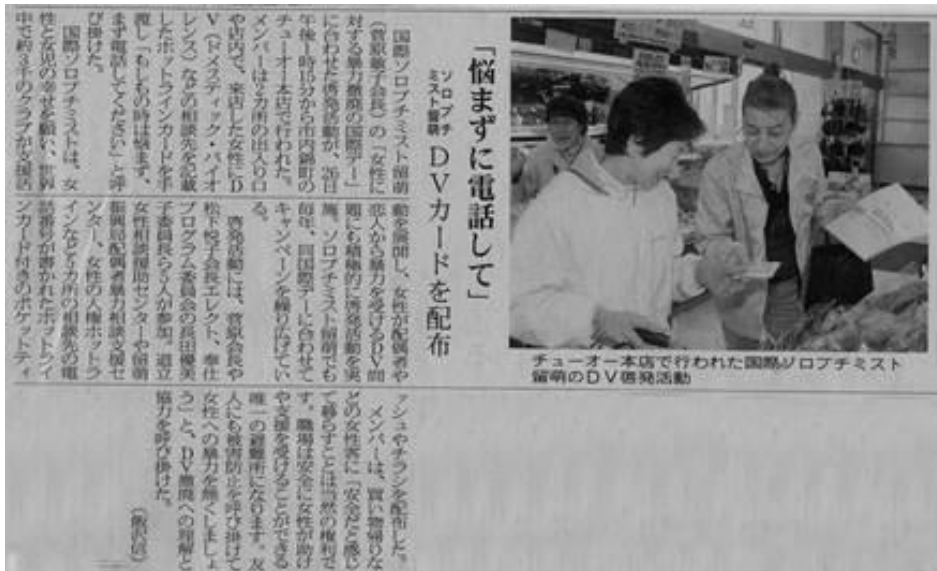 「悩まずに電話して」
ソロプチミスト留萌
DVカードを配布
国際ソロプチミスト留萌
(菅原華子会長)の「女性に
対する暴力撤廃の国際デー」
に合わせた啓発活動が、26日
午後1時15分から市内錦町の
チューオー本店で行われた。
メンバーは2カ所の出入り口
や店内で、来店した女性にD
V(ドメスティック・バイオ
レンス)などの相談先を記載
したホットラインカードを手
渡し「もしもの時は悩まず、
まず電話してください」と呼
び掛けた。
国際ソロプチミストは、女
性と女児の幸せを願い、世界
中で約3千のクラブが支援活
動を展開し、女性が配偶者や
恋人から暴力を受けるDV問
題にも積極的に啓発活動を実
施。ソロプチミスト留萌でも
毎年、同国際デーに合わせて
キャンペーンを繰り広げてい
る。
啓発活動には、菅原会長や
松下悦子会長エレクト、奉仕
プログラム委員会の長田優美
子委員長ら7人が参加。道立
女性相談援助センターや留萌
振興局配偶者暴力相談支援セ
ンター、女性の人権ホットラ
インなど5カ所の相談先の電
話番号が書かれたホットライ
ンカード付きのポケットティ
ッシュやチラシを配布した。
メンバーは、買い物帰りな
どの女性客に「安全だと感じ
て暮らすことは当然の権利で
す。職場は安全に女性が助け
や支援を受けることができる
唯一の避難所になります。友
人にも被害防止を呼び掛けて
女性への暴力を無くしましょ
う」と、DV撤廃への理解と
協力を呼び掛けた。
チューオー本店で行われた国際ソロプチミスト
留萌のDV啓発活動